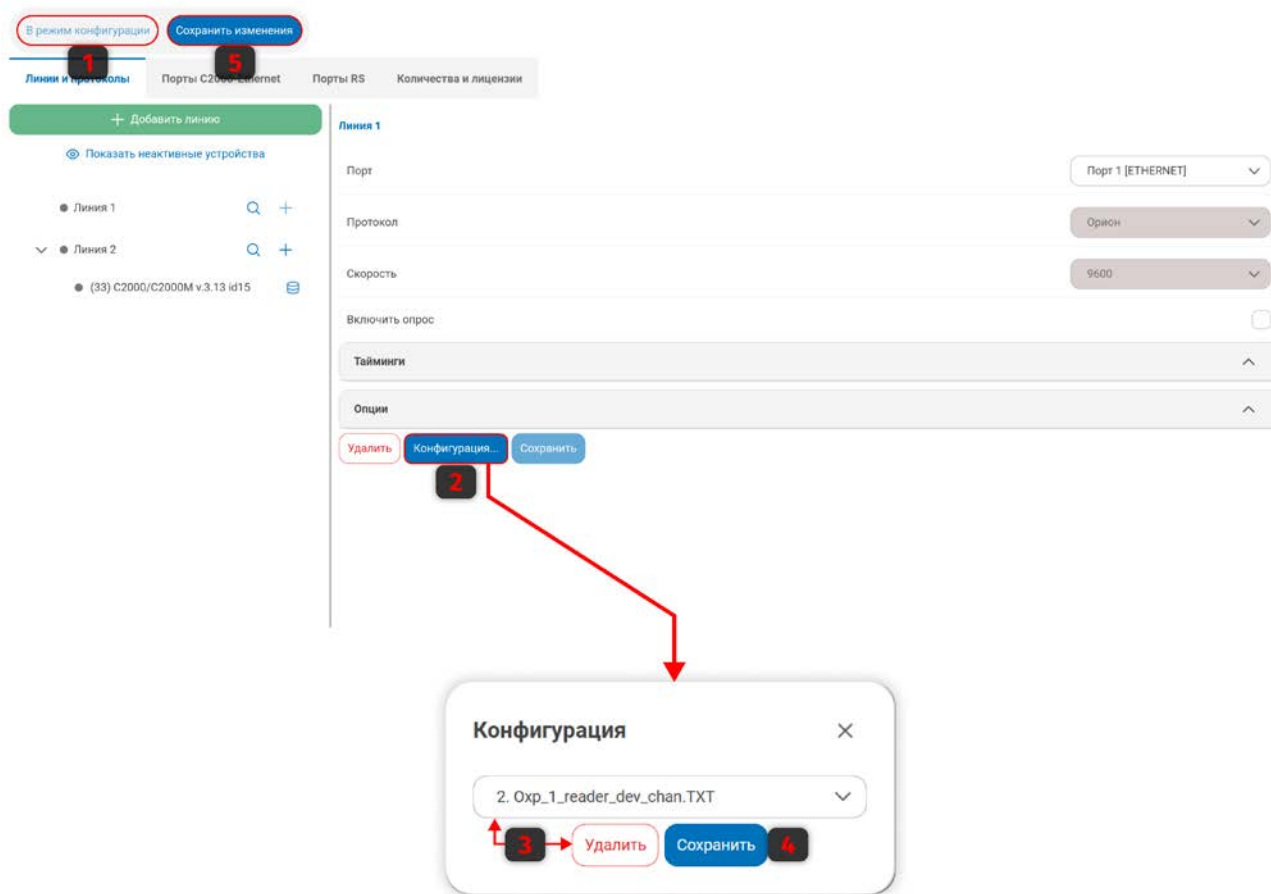 В режим конфигурации Сохранить изменения
1 5
Линии и протоколы Порты С2000-Ethernet Порты RS Количества и лицензии
+ Добавить линию
Показать неактивные устройства
Линия 1
Линия 2
(33) С2000/С2000М v.3.13 id15
Линия 1
Порт Порт 1 [ETHERNET]
Протокол Орион
Скорость 9600
Включить опрос
Тайминги
Опции
Удалить Конфигурация... Сохранить
2
Конфигурация
2. Oxp_1_reader_dev_chan.TXT
3 Удалить Сохранить 4